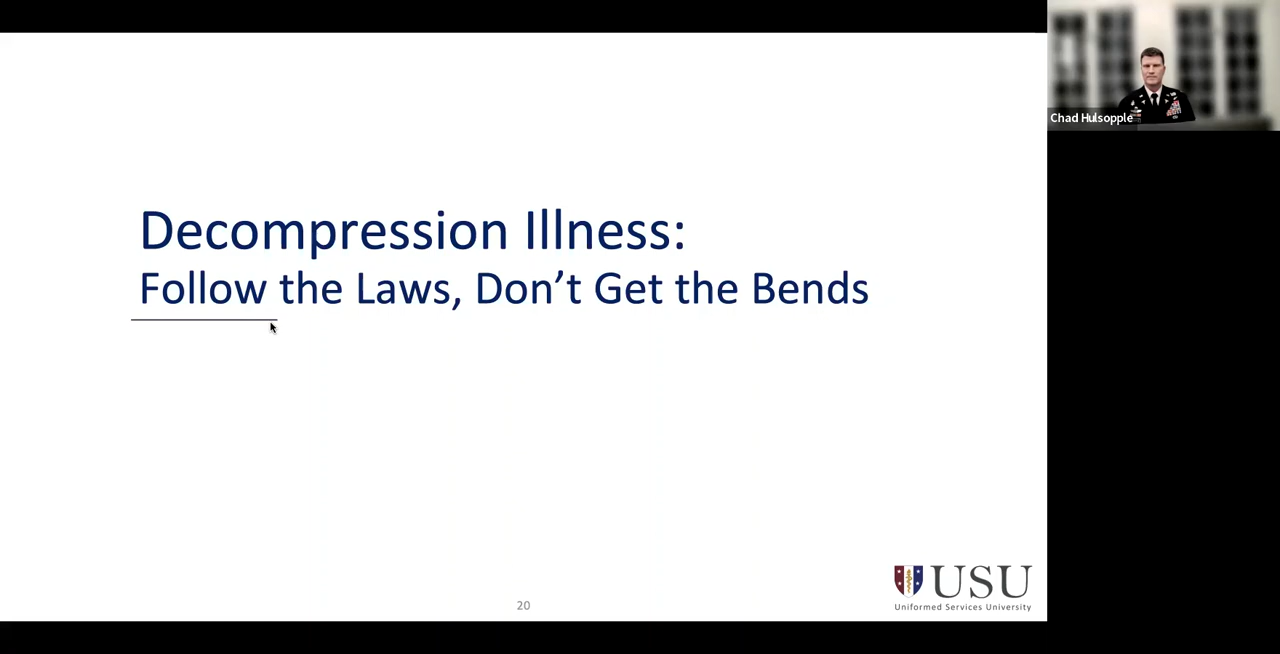 Decompression Illness:
Follow the Laws, Don’t Get the Bends
20
USU
Uniformed Services University
Chad Hulsopple